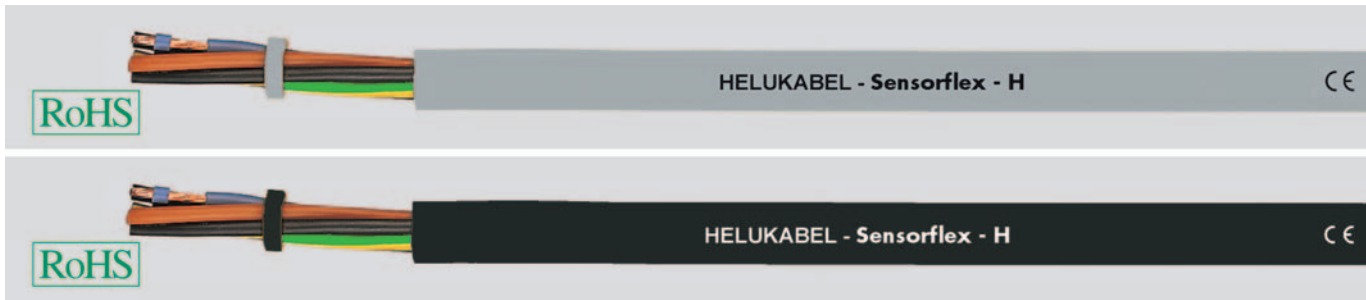 HELUKABEL - Sensorflex - H CE
RoHS
HELUKABEL - Sensorflex - H CE
RoHS